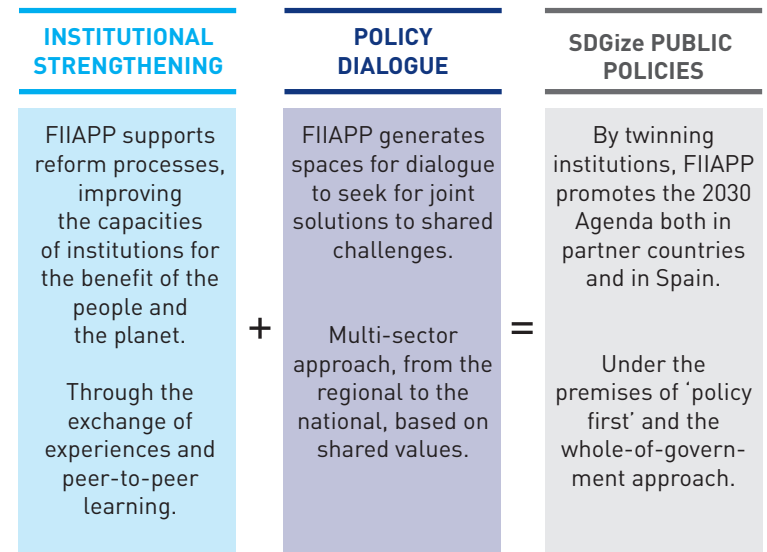 INSTITUTIONAL
STRENGTHENING
FIIAPP supports
reform processes,
improving
the capacities
of institutions for
the benefit of the
people and
the planet.
Through the
exchange of
experiences and
peer-to-peer
learning.
+
POLICY
DIALOGUE
FIIAPP generates
spaces for dialogue
to seek for joint
solutions to shared
challenges.
Multi-sector
approach, from the
regional to the
national, based on
shared values.
=
SDGize PUBLIC
POLICIES
By twinning
institutions, FIIAPP
promotes the 2030
Agenda both in
partner countries
and in Spain.
Under the
premises of ‘policy
first’ and the
whole-of-govern-
ment approach.